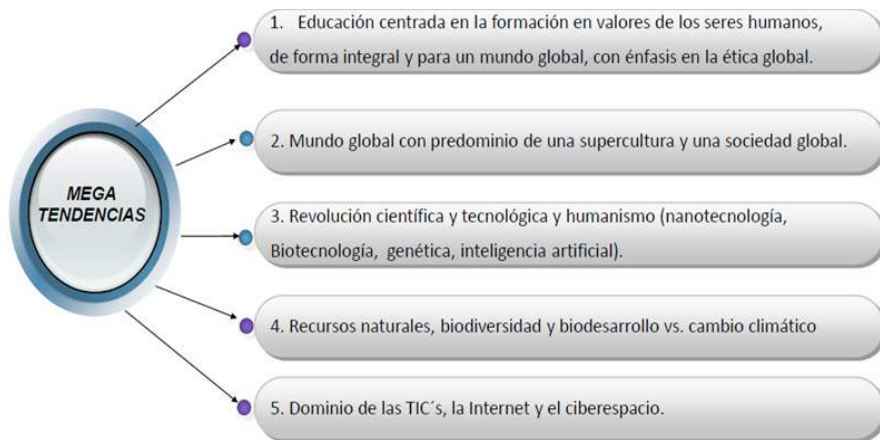 MEGA
TENDENCIAS
1. Educación centrada en la formación en valores de los seres humanos,
de forma integral y para un mundo global, con énfasis en la ética global.
2. Mundo global con predominio de una supercultura y una sociedad global.
3. Revolución científica y tecnológica y humanismo (nanotecnología,
Biotecnología, genética, inteligencia artificial).
4. Recursos naturales, biodiversidad y biodesarrollo vs. cambio climático
5. Dominio de las TIC´s, la Internet y el ciberespacio.